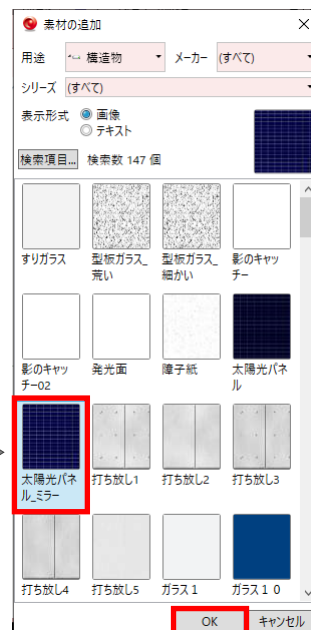 素材の追加
用途 構造物 メーカー (すべて)
シリーズ (すべて)
表示形式 画像
テキスト
検索項目... 検索数 147 個
すりガラス 型板ガラス_荒い 型板ガラス_細かい 影のキャッチー
影のキャッチー02 発光面 障子紙 太陽光パネル
太陽光パネル_ミラー 打ち放し1 打ち放し2 打ち放し3
打ち放し4 打ち放し5 ガラス１ ガラス１０
OK キャンセル